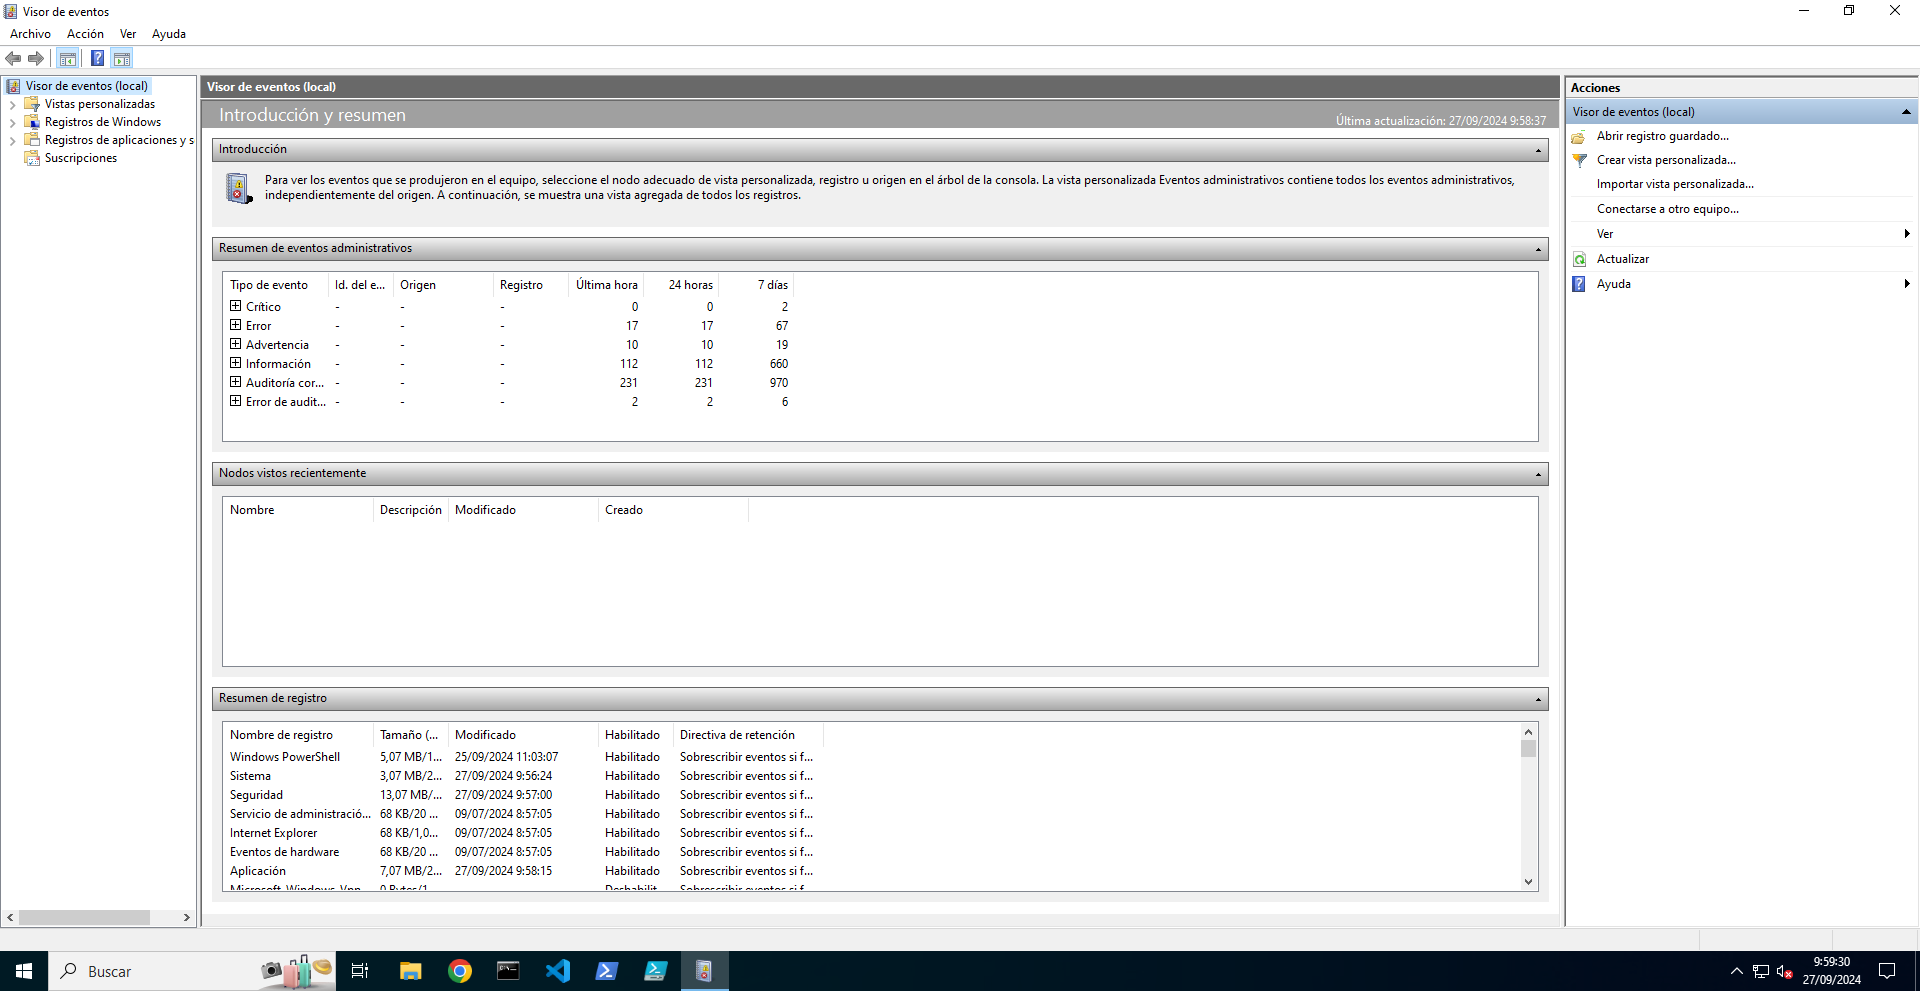 Visor de eventos
Archivo Acción Ver Ayuda
Visor de eventos (local)
Vistas personalizadas
Registros de Windows
Registros de aplicaciones y s
Suscripciones
Visor de eventos (local)
Introducción y resumen
Última actualización: 27/09/2024 9:58:37
Introducción
Para ver los eventos que se produjeron en el equipo, seleccione el nodo adecuado de vista personalizada, registro u origen en el árbol de la consola. La vista personalizada Eventos administrativos contiene todos los eventos administrativos,
independientemente del origen. A continuación, se muestra una vista agregada de todos los registros.
Resumen de eventos administrativos
Tipo de evento Id. del e... Origen Registro Última hora 24 horas 7 días
Crítico - - - 0 0 2
Error - - - 17 17 67
Advertencia - - - 10 10 19
Información - - - 112 112 660
Auditoría cor... - - - 231 231 970
Error de audit... - - - 2 2 6
Nodos vistos recientemente
Nombre Descripción Modificado Creado
Resumen de registro
Nombre de registro Tamaño (... Modificado Habilitado Directiva de retención
Windows PowerShell 5,07 MB/1... 25/09/2024 11:03:07 Habilitado Sobrescribir eventos si f...
Sistema 3,07 MB/2... 27/09/2024 9:56:24 Habilitado Sobrescribir eventos si f...
Seguridad 13,07 MB/... 27/09/2024 9:57:00 Habilitado Sobrescribir eventos si f...
Servicio de administració... 68 KB/20 ... 09/07/2024 8:57:05 Habilitado Sobrescribir eventos si f...
Internet Explorer 68 KB/1,0... 09/07/2024 8:57:05 Habilitado Sobrescribir eventos si f...
Eventos de hardware 68 KB/20 ... 09/07/2024 8:57:05 Habilitado Sobrescribir eventos si f...
Aplicación 7,07 MB/2... 27/09/2024 9:58:15 Habilitado Sobrescribir eventos si f...
Microsoft-Windows-Vpn... 0 Bytes/1... Deshabilit... Sobrescribir eventos si f...
Acciones
Visor de eventos (local)
Abrir registro guardado...
Crear vista personalizada...
Importar vista personalizada...
Conectarse a otro equipo...
Ver
Actualizar
Ayuda
Buscar
9:59:30
27/09/2024